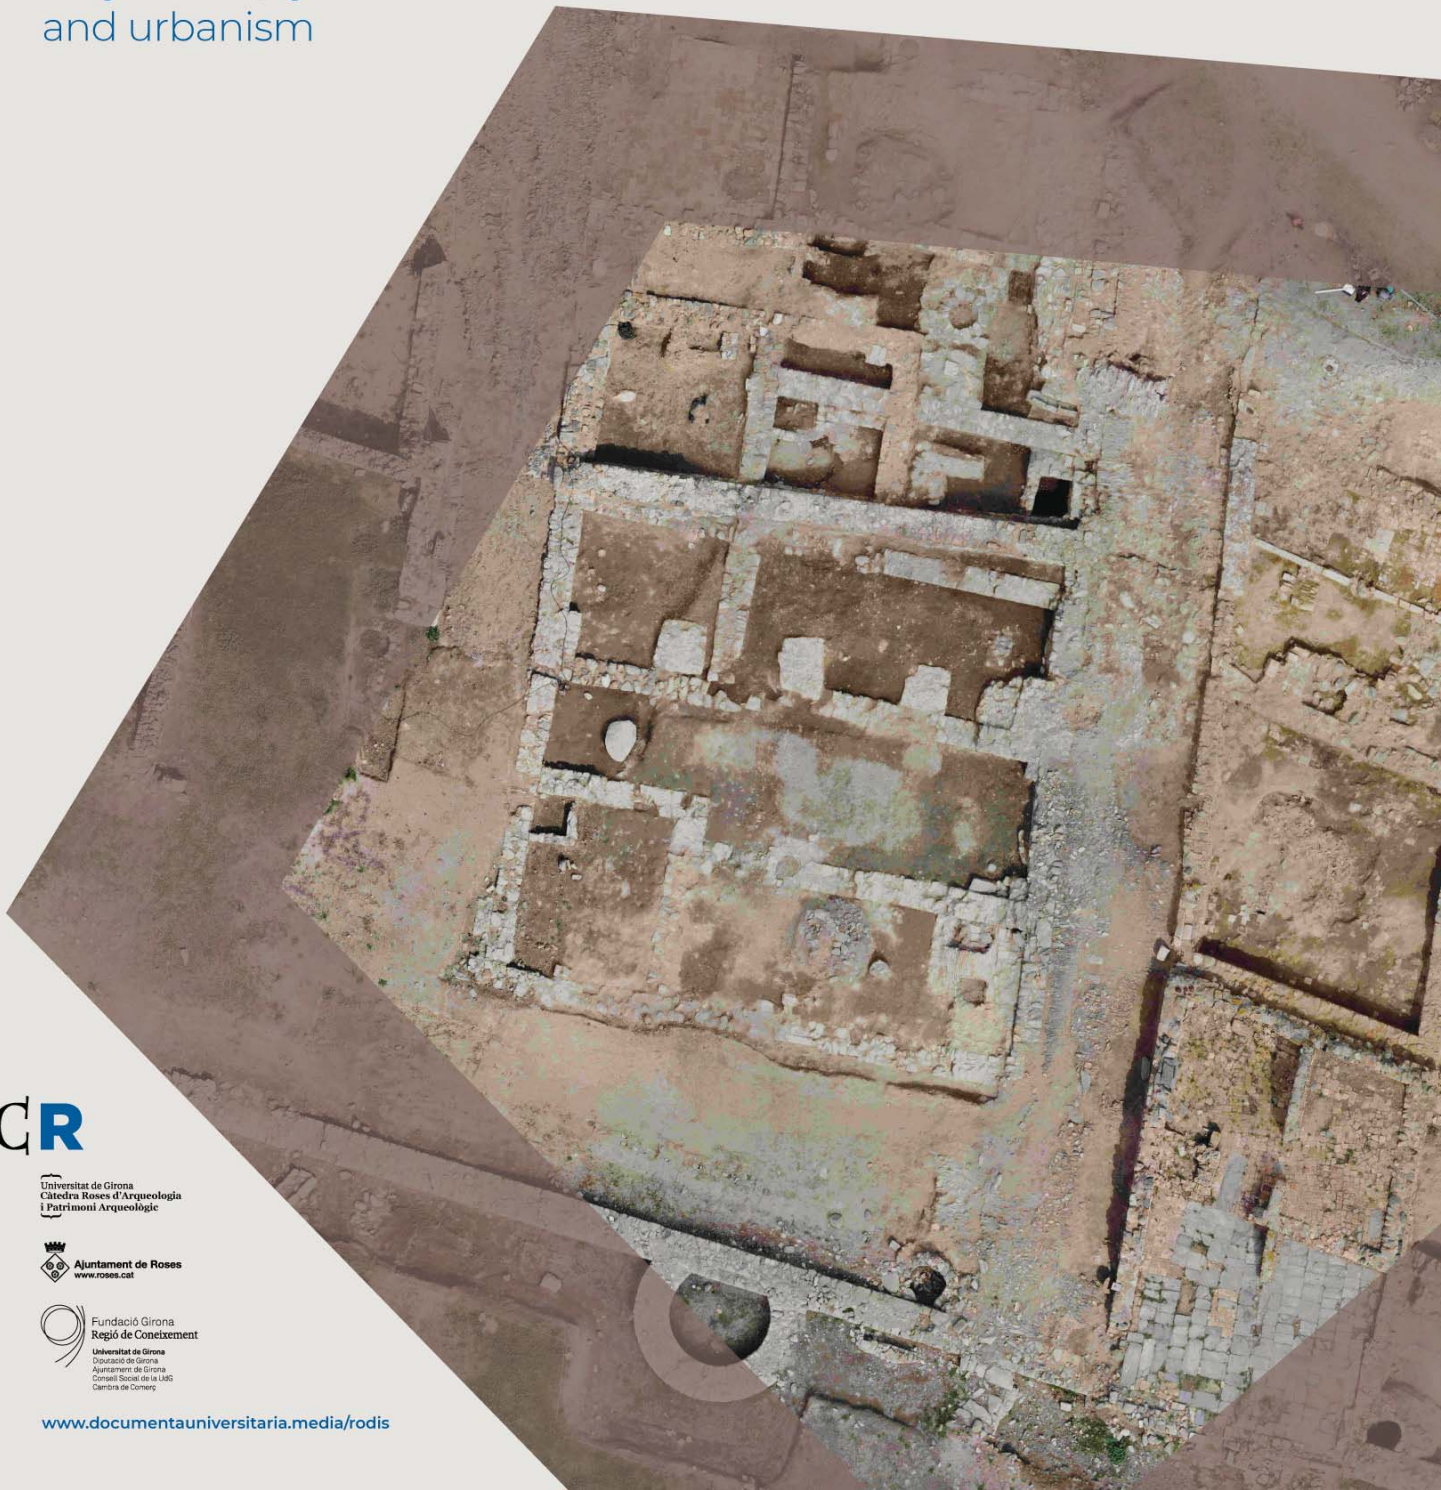 and urbanism
CR
Universitat de Girona
Càtedra Roses d'Arqueologia
i Patrimoni Arqueològic
Ajuntament de Roses
www.roses.cat
Fundació Girona
Regió de Coneixement
Universitat de Girona
Diputació de Girona
Ajuntament de Girona
Consell Social de la UdG
Cambra de Comerç
www.documentauniversitaria.media/rodis